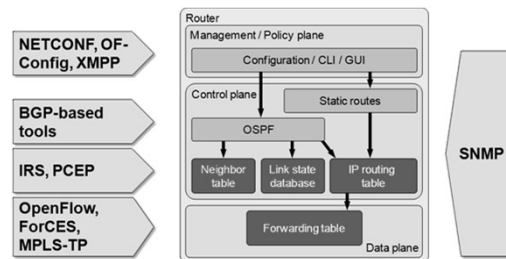 NETCONF, OF-
Config, XMPP
BGP-based
tools
IRS, PCEP
OpenFlow,
ForCES,
MPLS-TP
Router
Management / Policy plane
Configuration / CLI / GUI
Control plane
Static routes
OSPF
Neighbor
table
Link state
database
IP routing
table
Forwarding table
Data plane
SNMP